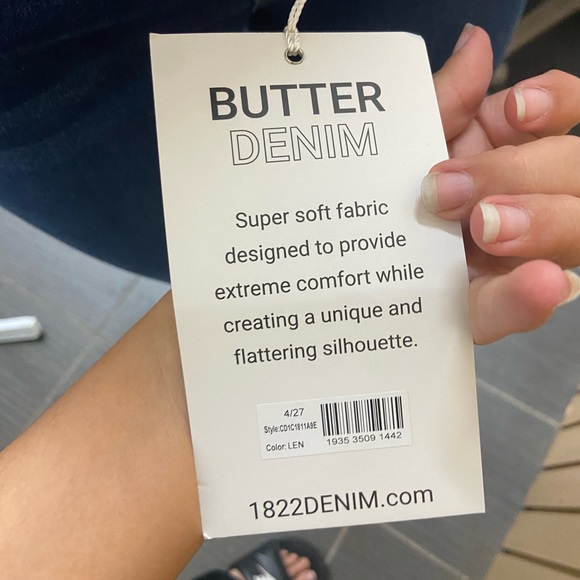 BUTTER
DENIM
Super soft fabric
designed to provide
extreme comfort while
creating a unique and
flattering silhouette.
4/27
Style:CD1C1811A9E
Color: LEN
1935 3509 1442
1822DENIM.com